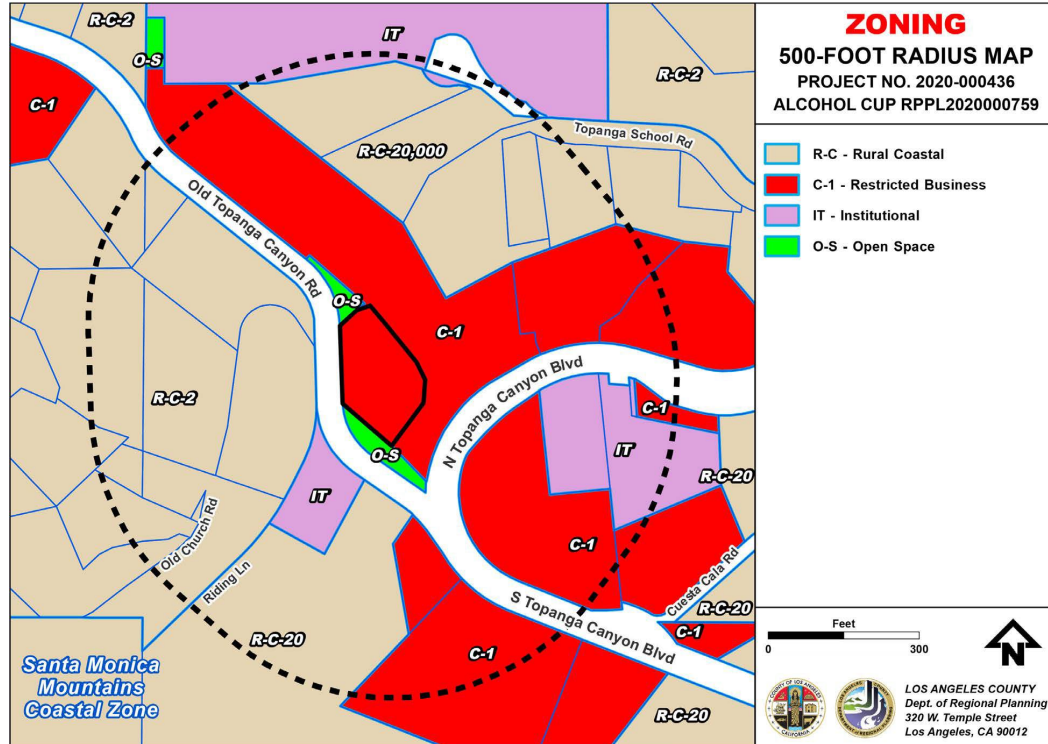 ZONING
500-FOOT RADIUS MAP
PROJECT NO. 2020-000436
ALCOHOL CUP RPPL2020000759
R-C - Rural Coastal
C-1 - Restricted Business
IT - Institutional
O-S - Open Space
R-C-2
O-S
IT
R-C-2
C-1
R-C-20,000
Topanga School Rd
Old Topanga Canyon Rd
O-S
C-1
N Topanga Canyon Blvd
R-C-2
C-1
O-S
IT
R-C-20
IT
Old Church Rd
Riding Ln
C-1
Cuesta Cala Rd
S Topanga Canyon Blvd
R-C-20
R-C-20
C-1
C-1
R-C-20
Santa Monica
Mountains
Coastal Zone
Feet
0
300
N
LOS ANGELES COUNTY
Dept. of Regional Planning
320 W. Temple Street
Los Angeles, CA 90012